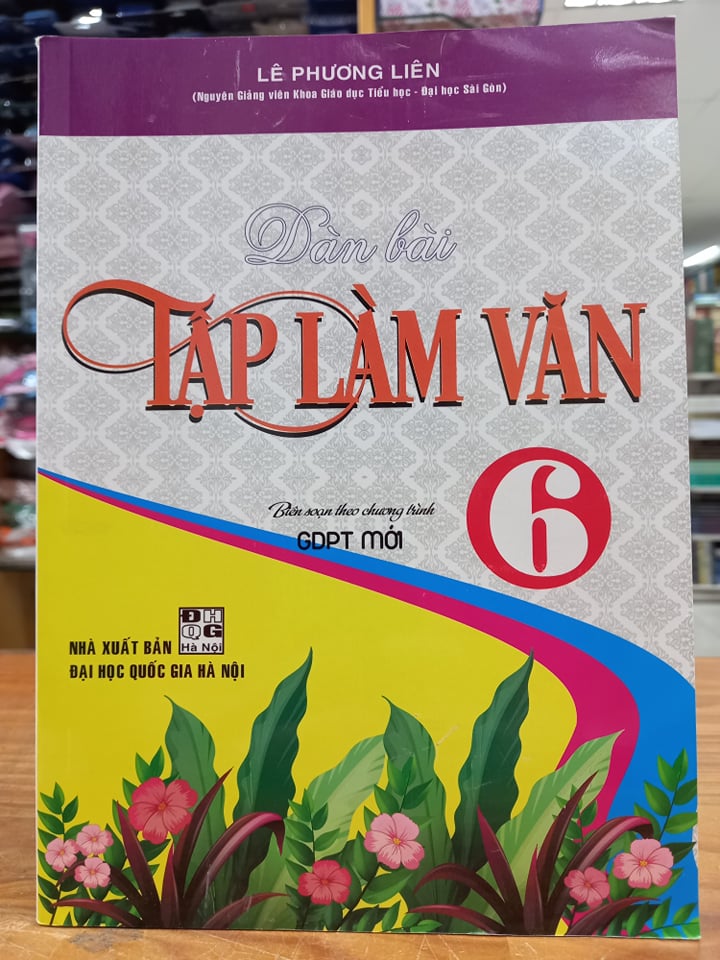 LÊ PHƯƠNG LIÊN
(Nguyên Giảng viên Khoa Giáo dục Tiểu học - Đại học Sài Gòn)
Dàn bài
TẬP LÀM VĂN
6
Biên soạn theo chương trình
GDPT MỚI
ĐH
QG
Hà Nội
NHÀ XUẤT BẢN
ĐẠI HỌC QUỐC GIA HÀ NỘI